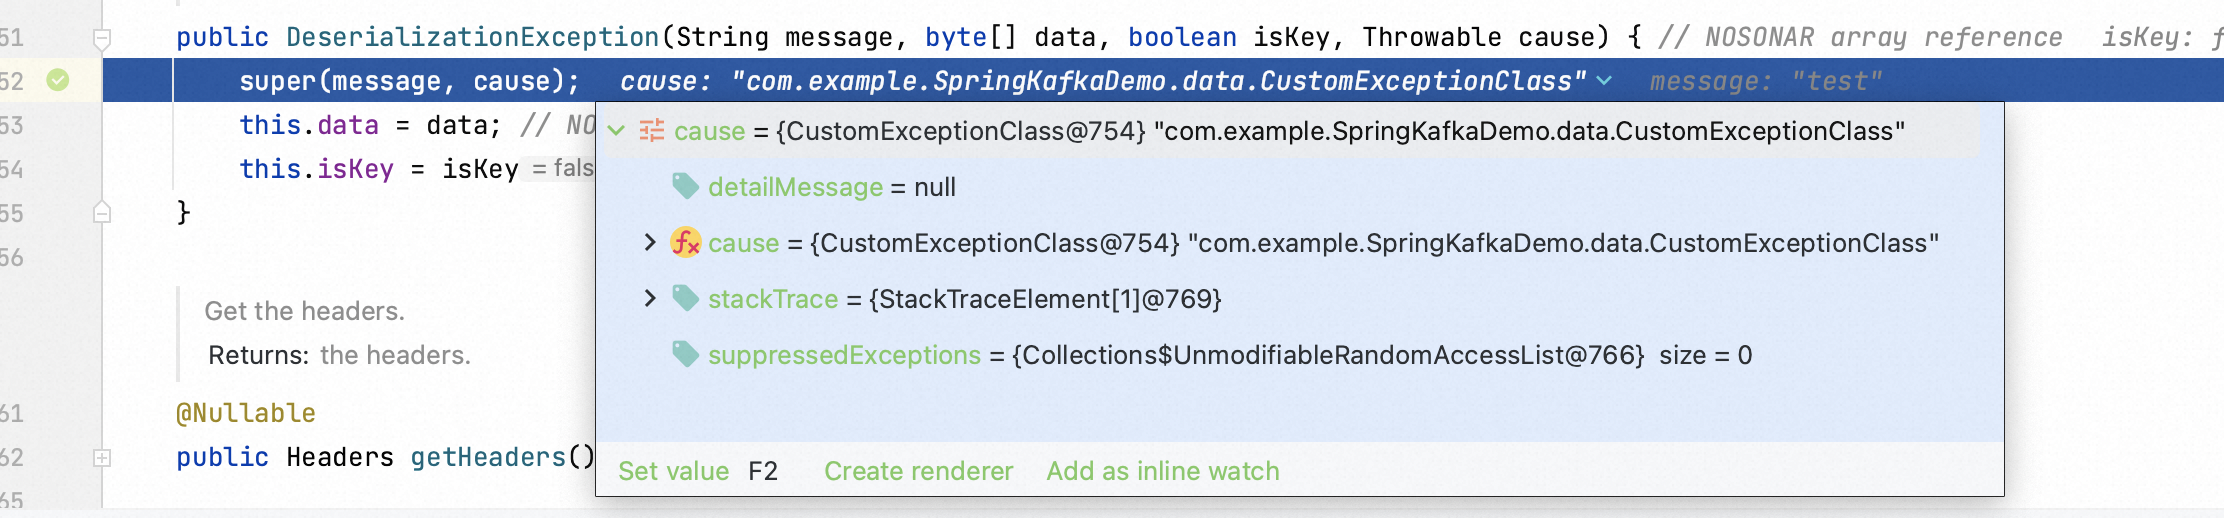 51 public DeserializationException(String message, byte[] data, boolean isKey, Throwable cause) { // NOSONAR array reference isKey: f
52 super(message, cause); cause: "com.example.SpringKafkaDemo.data.CustomExceptionClass" message: "test"
53 this.data = data; // NO
54 this.isKey = isKey = fals
55 }
56
Get the headers.
Returns: the headers.
61 @Nullable
62 public Headers getHeaders()
65
cause = {CustomExceptionClass@754} "com.example.SpringKafkaDemo.data.CustomExceptionClass"
detailMessage = null
cause = {CustomExceptionClass@754} "com.example.SpringKafkaDemo.data.CustomExceptionClass"
stackTrace = {StackTraceElement[1]@769}
suppressedExceptions = {Collections$UnmodifiableRandomAccessList@766} size = 0
Set value F2 Create renderer Add as inline watch